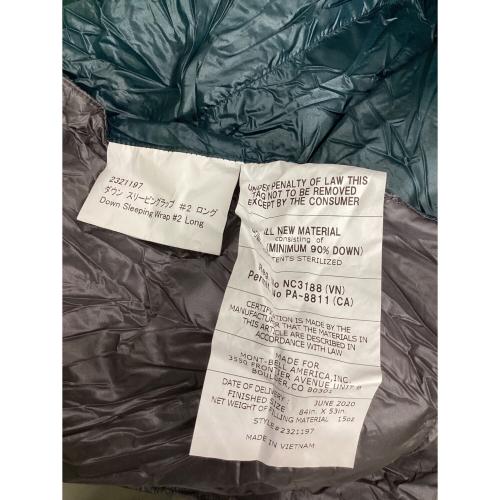 2321197
ダウン スリーピングラップ #2 ロング
Down Sleeping Wrap #2 Long
UNDER PENALTY OF LAW THIS
TAG NOT TO BE REMOVED
EXCEPT BY THE CONSUMER
ALL NEW MATERIAL
consisting of
(MINIMUM 90% DOWN)
CONTENTS STERILIZED
Reg. No NC3188 (VN)
Permit No PA-8811 (CA)
CERTIFICATION IS MADE BY THE
MANUFACTURER THAT THE MATERIALS IN
THIS ARTICLE ARE DESCRIBED IN
ACCORDANCE WITH LAW
MADE FOR
MONT-BELL AMERICA,INC.
3550 FRONTIER AVENUE UNIT
BOULDER,CO 80301
DATE OF DELIVERY : JUNE 2020
FINISHED SIZE 84in. X 53in.
NET WEIGHT OF FILLING MATERIAL 15oz
STYLE#2321197
MADE IN VIETNAM